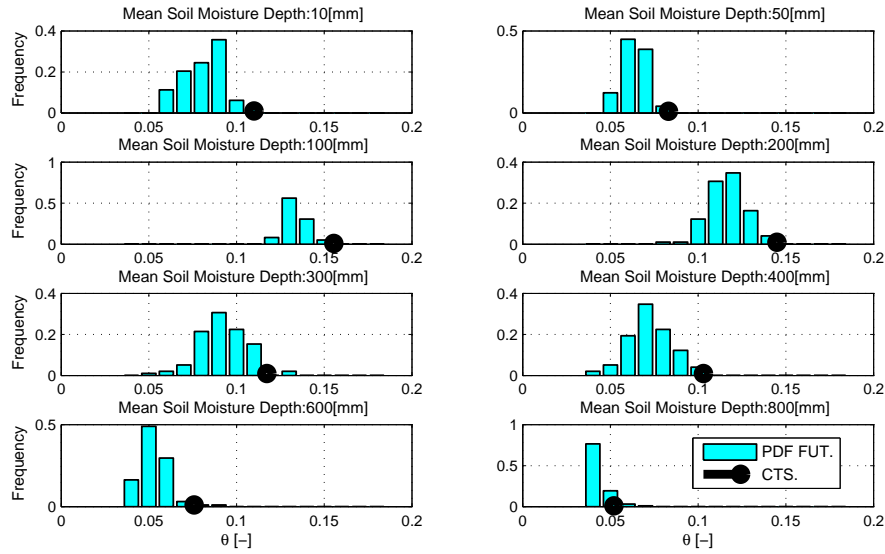 Mean Soil Moisture Depth:10[mm]
Mean Soil Moisture Depth:50[mm]
Frequency
0.4
0.2
0
0 0.05 0.1 0.15 0.2
0.5
0
0 0.05 0.1 0.15 0.2
Mean Soil Moisture Depth:100[mm]
Mean Soil Moisture Depth:200[mm]
Frequency
1
0.5
0
0 0.05 0.1 0.15 0.2
0.4
0.2
0
0 0.05 0.1 0.15 0.2
Mean Soil Moisture Depth:300[mm]
Mean Soil Moisture Depth:400[mm]
Frequency
0.4
0.2
0
0 0.05 0.1 0.15 0.2
0.4
0.2
0
0 0.05 0.1 0.15 0.2
Mean Soil Moisture Depth:600[mm]
Mean Soil Moisture Depth:800[mm]
Frequency
0.5
0
0 0.05 0.1 0.15 0.2
θ [-]
1
0.5
0
0 0.05 0.1 0.15 0.2
θ [-]
PDF FUT.
CTS.